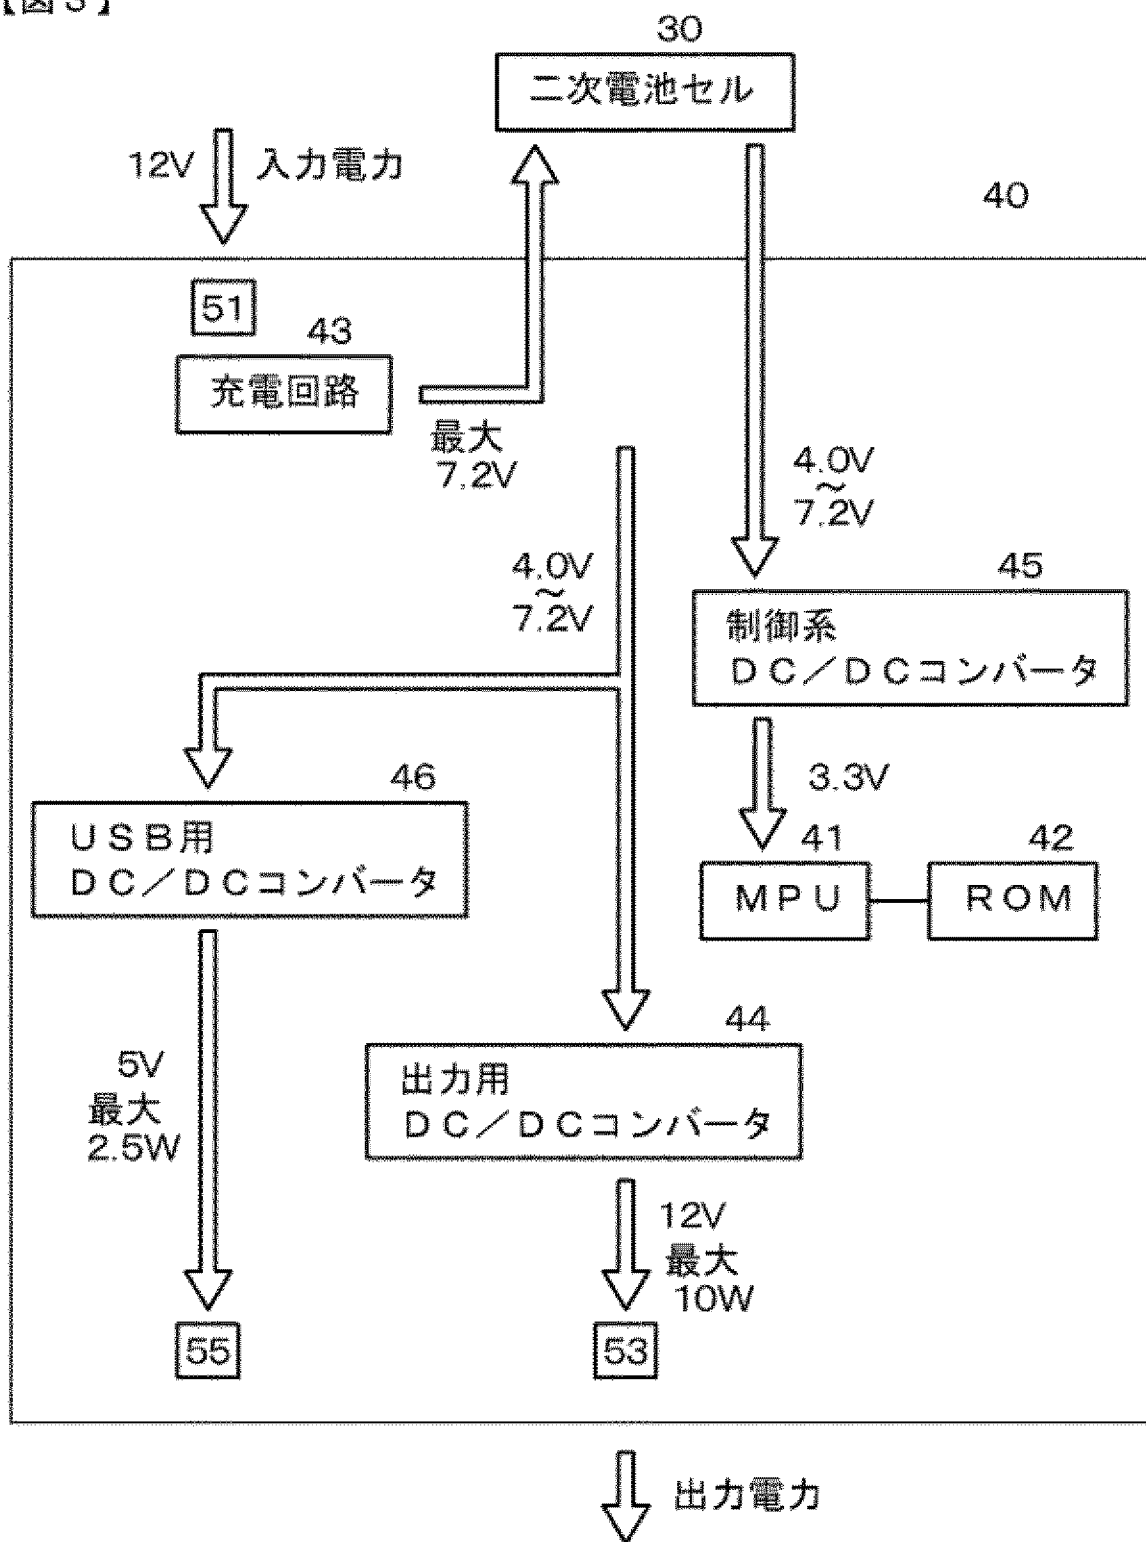 【図3】
30
二次電池セル
12V 入力電力
40
51
43
充電回路
最大
7.2V
4.0V
~
7.2V
4.0V
~
7.2V
45
制御系
DC/DCコンバータ
46
USB用
DC/DCコンバータ
3.3V
41
MPU
42
ROM
44
出力用
DC/DCコンバータ
5V
最大
2.5W
12V
最大
10W
55
53
出力電力